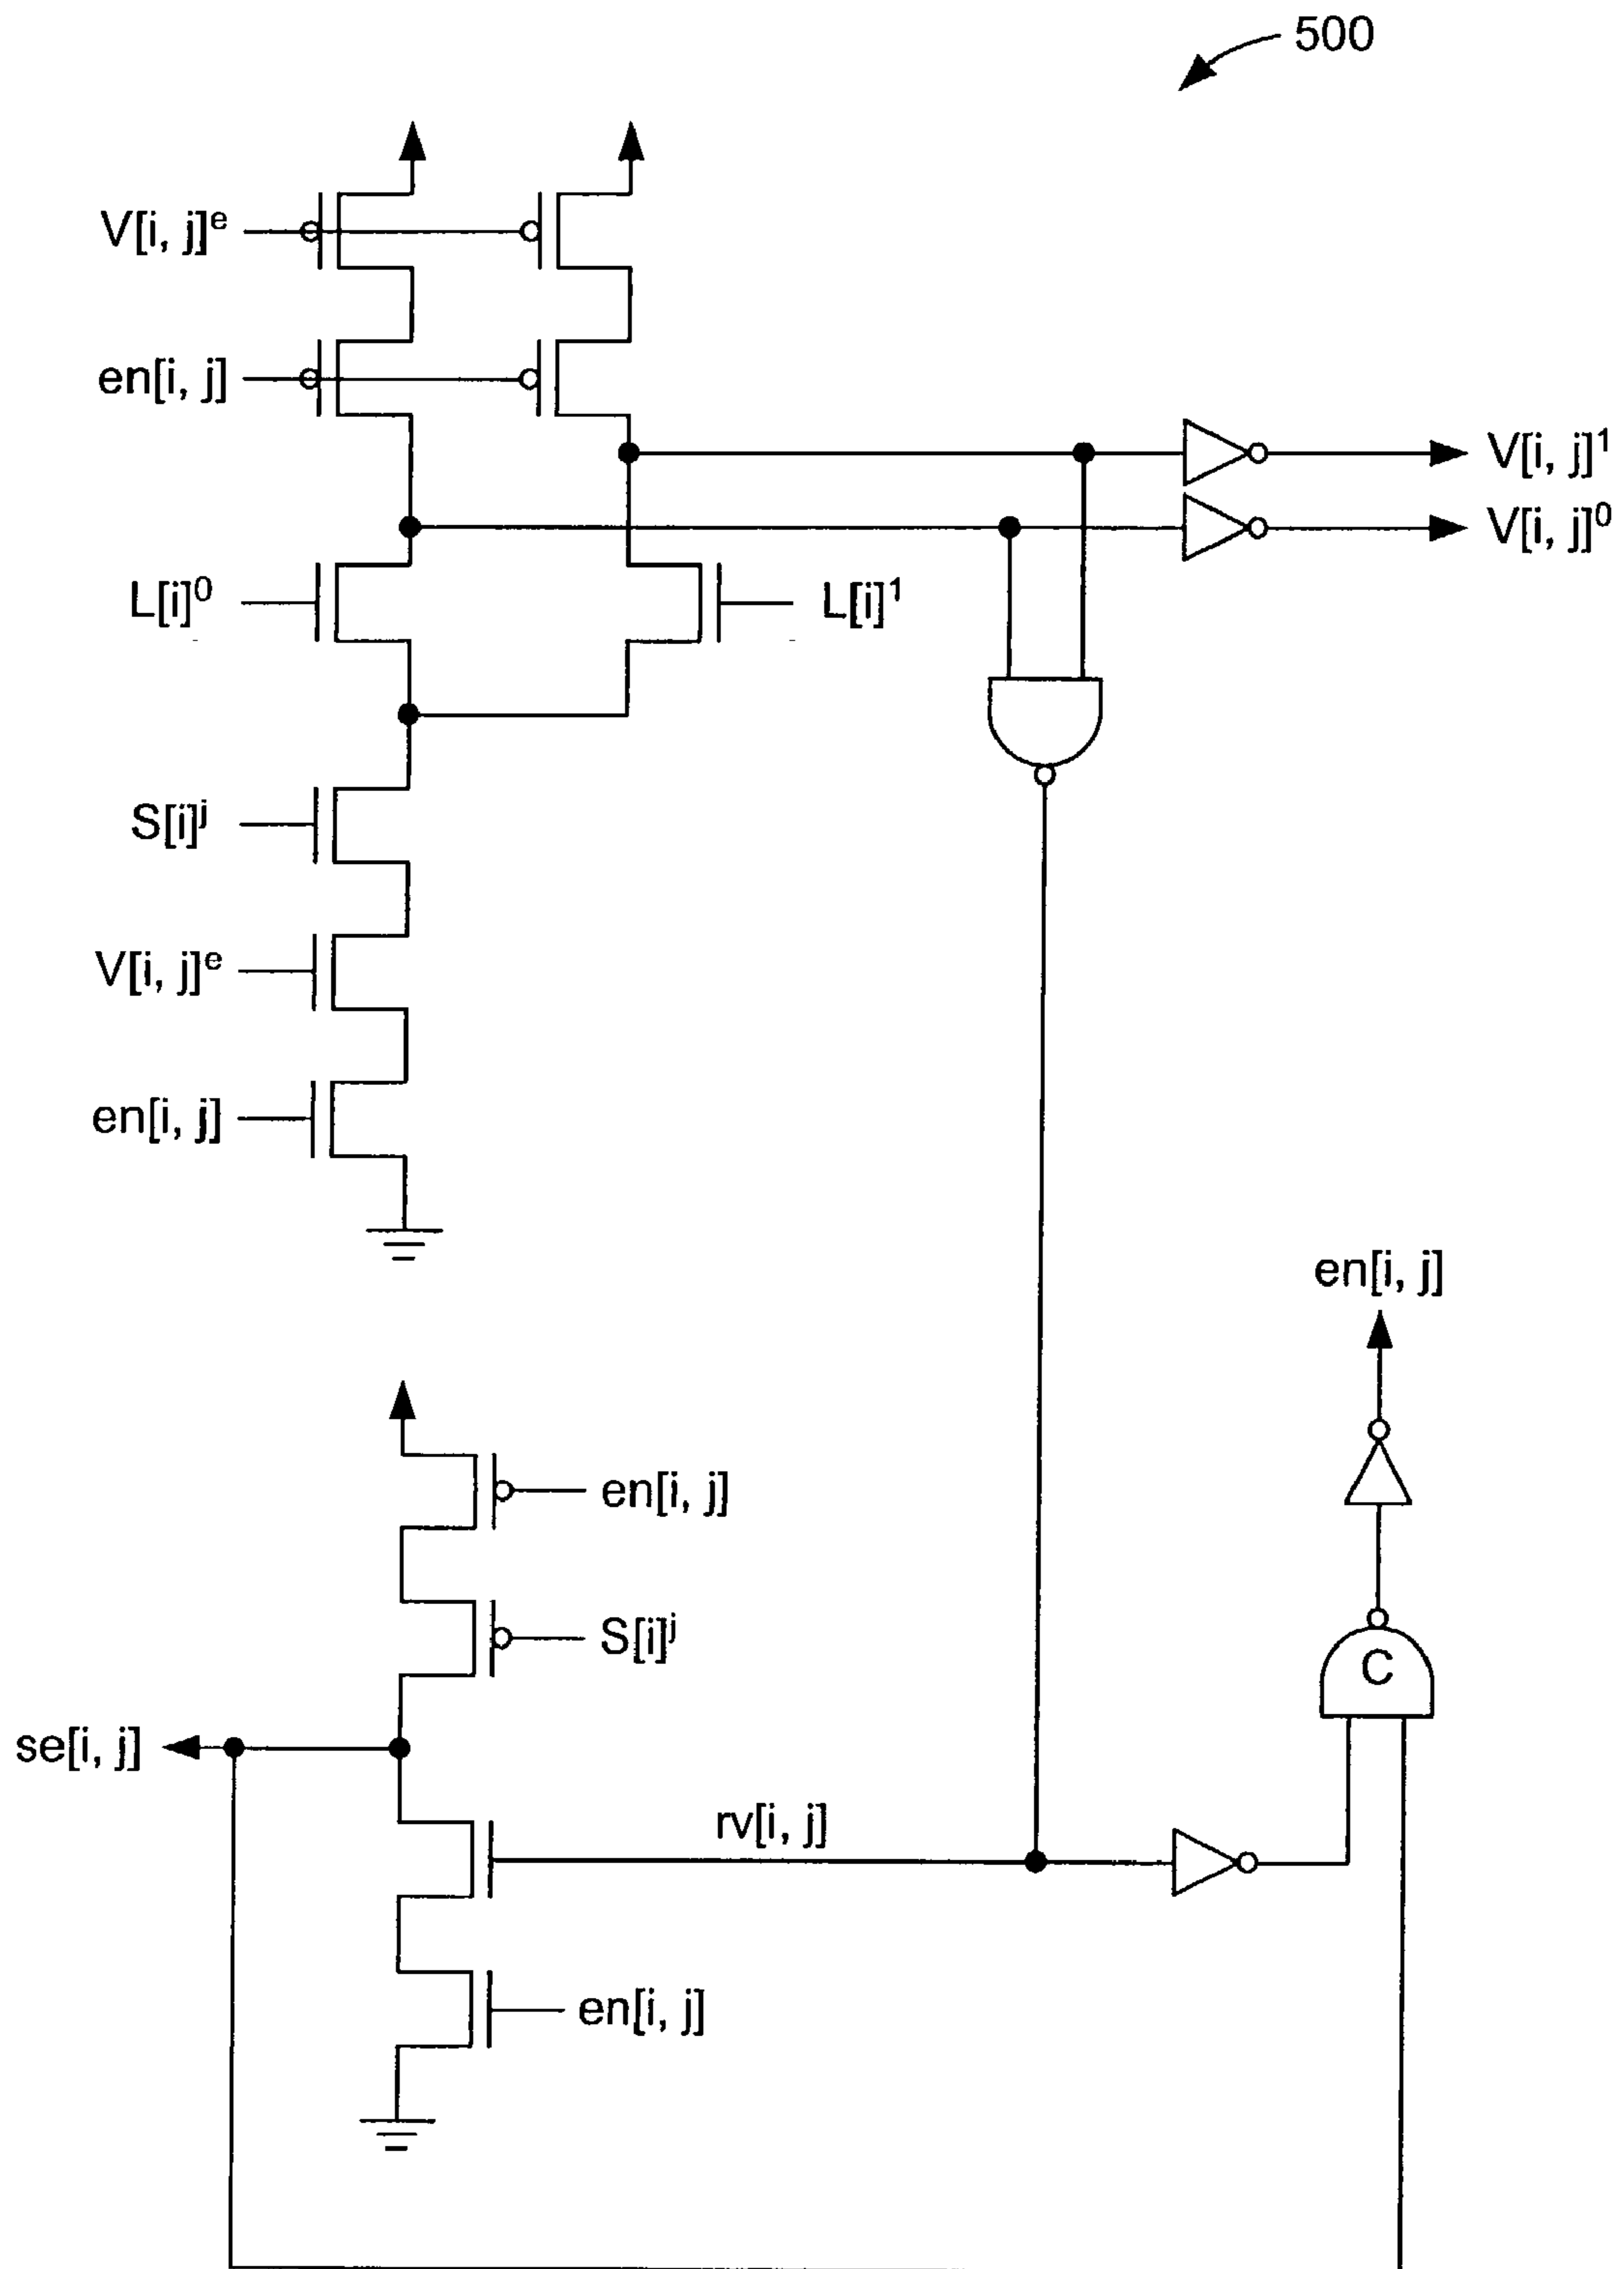 500
V[i, j]ᵉ
en[i, j]
V[i, j]¹
V[i, j]⁰
L[i]⁰
L[i]¹
S[i]ʲ
V[i, j]ᵉ
en[i, j]
en[i, j]
en[i, j]
S[i]ʲ
C
se[i, j]
rv[i, j]
en[i, j]